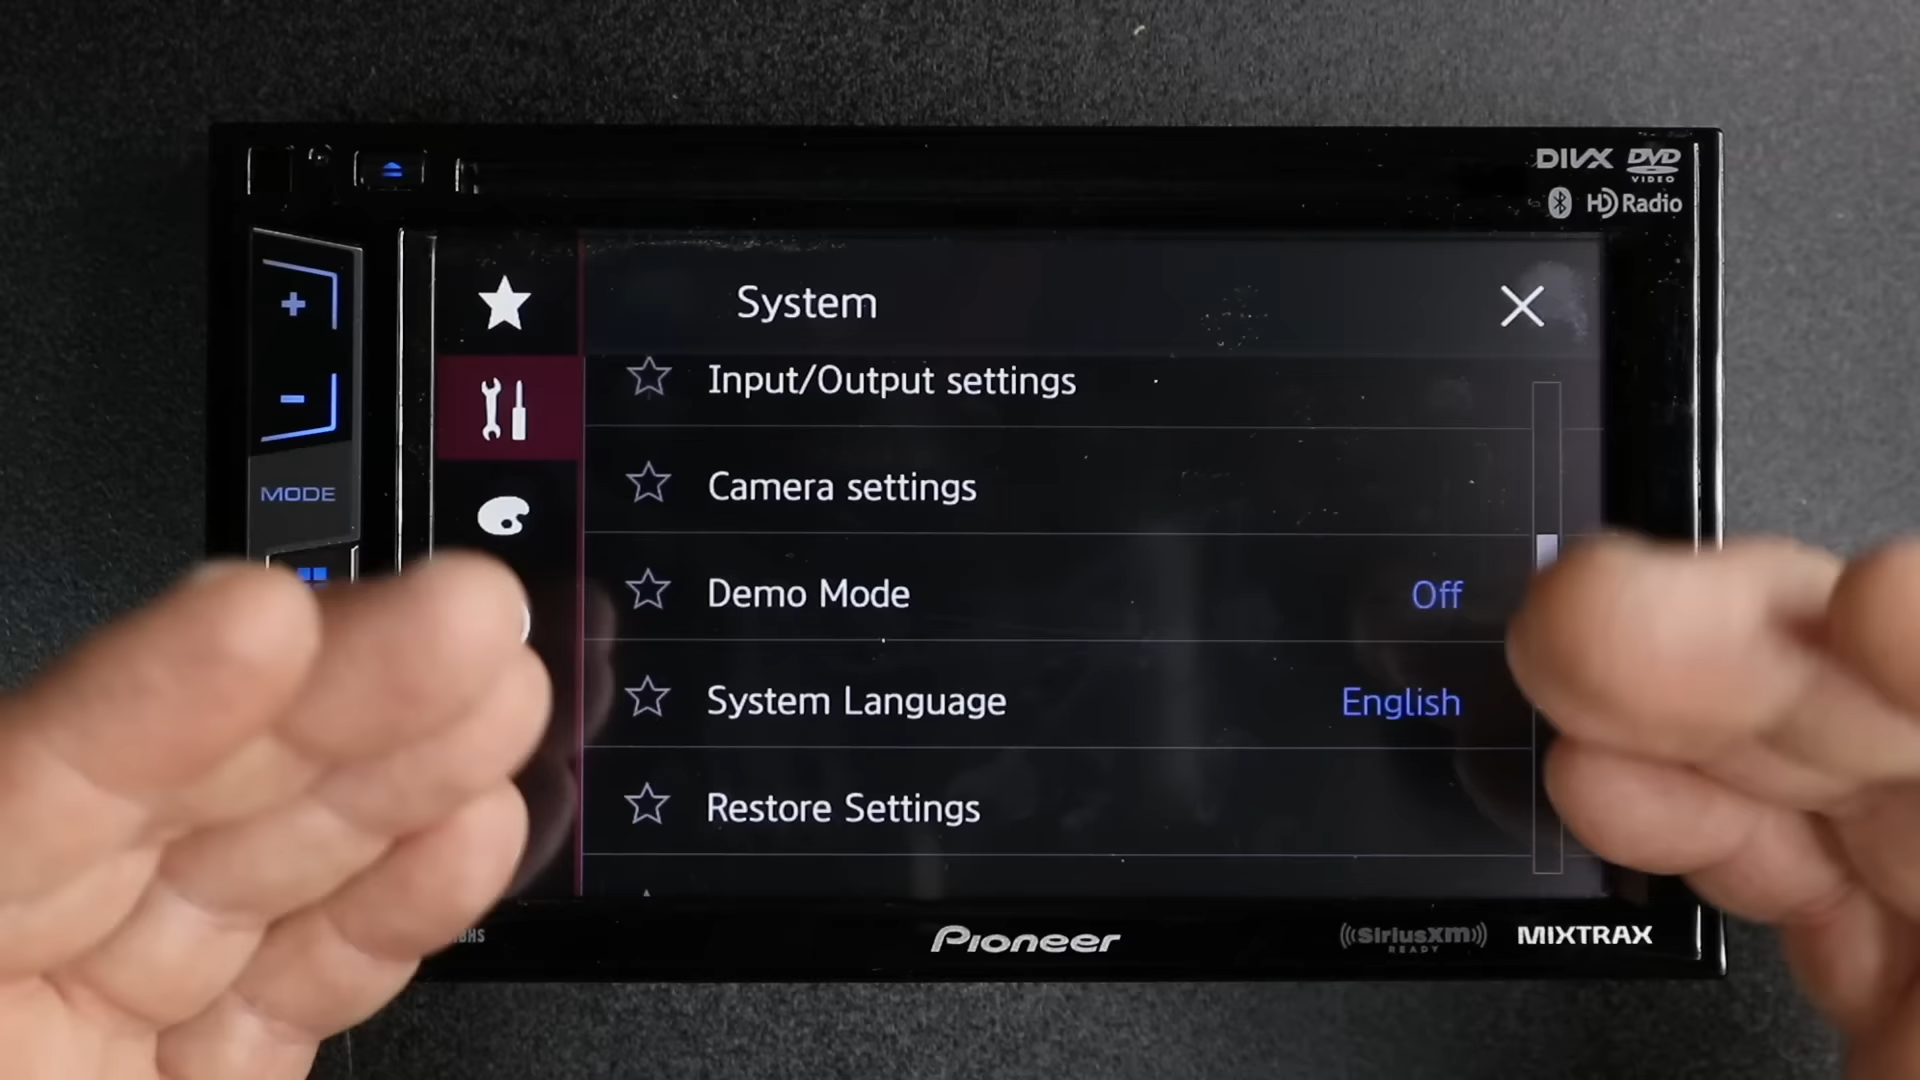 DIVX DVD
VIDEO
HD Radio
+
System
Input/Output settings
-
Camera settings
MODE
Demo Mode Off
System Language English
Restore Settings
Pioneer
((SiriusXM))
READY
MIXTRAX